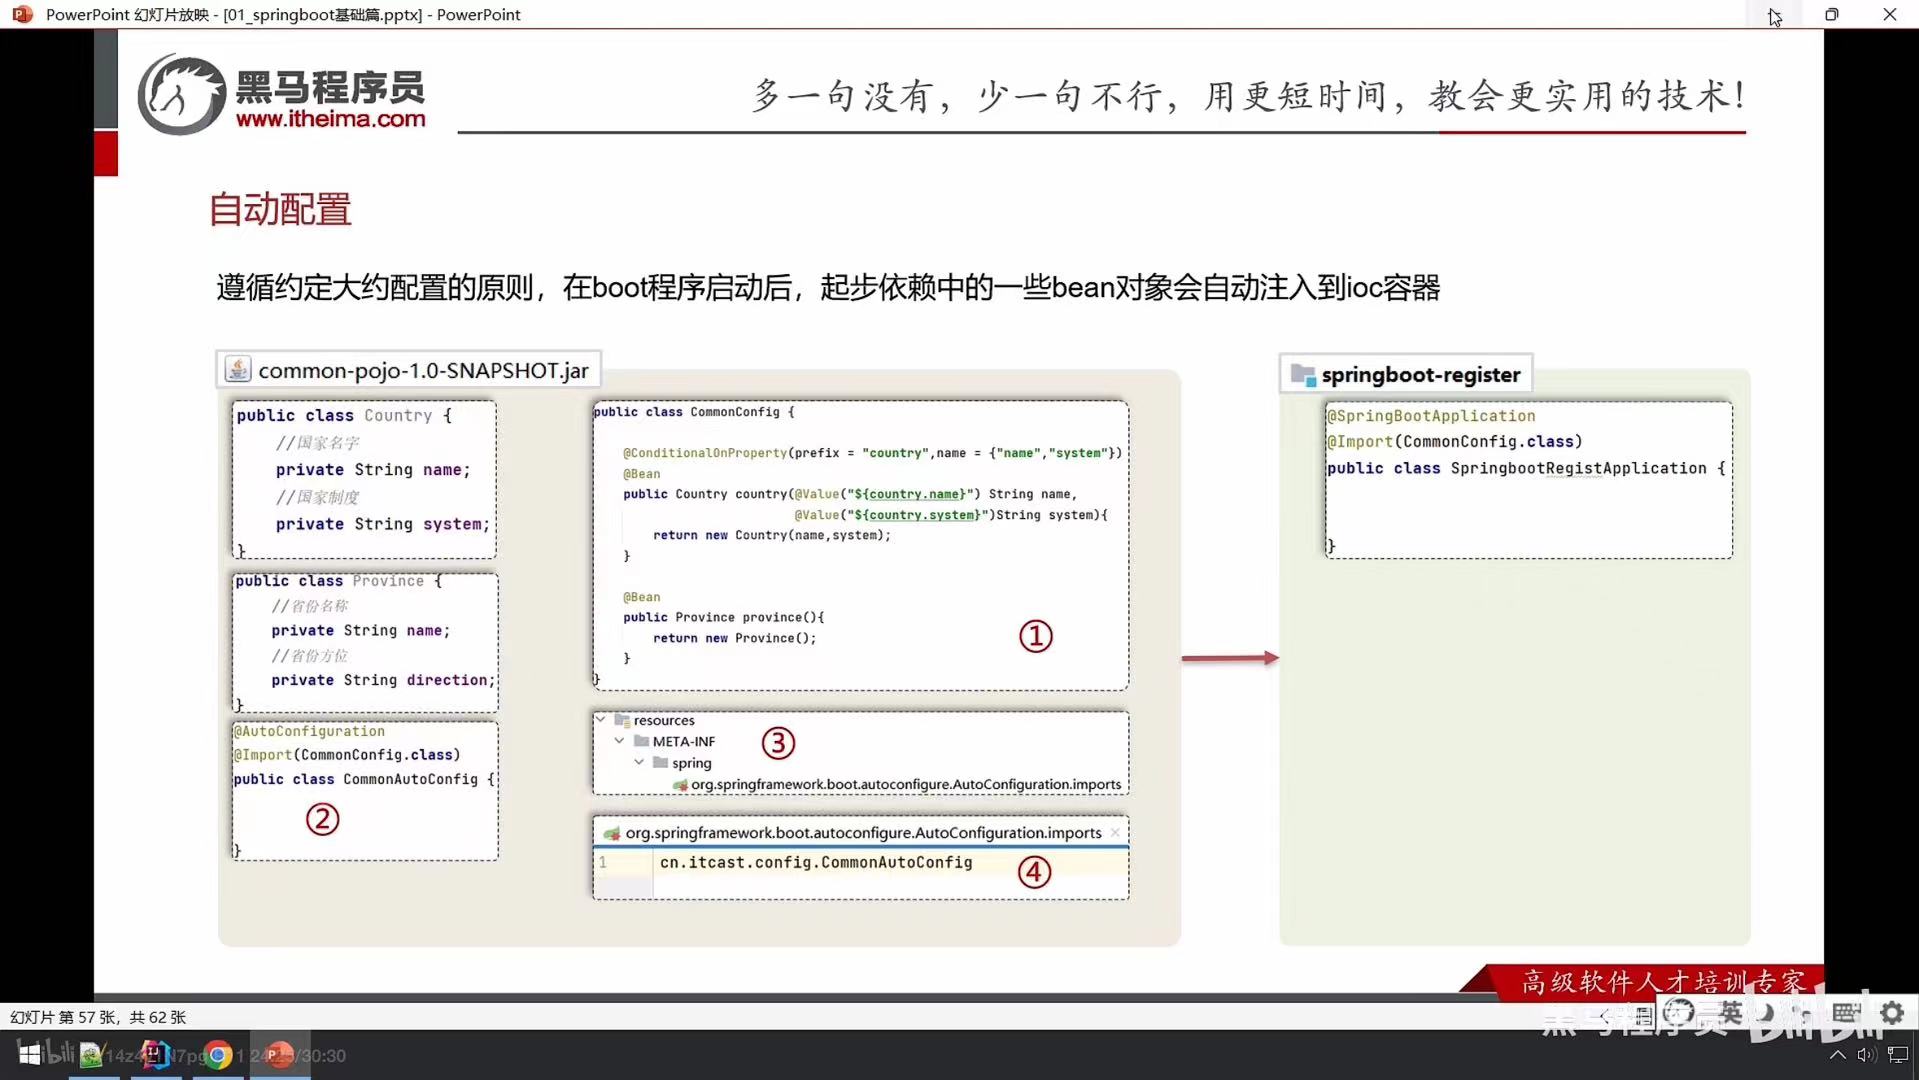 PowerPoint 幻灯片放映 - [01_springboot基础篇.pptx] - PowerPoint
黑马程序员
www.itheima.com
多一句没有，少一句不行，用更短时间，教会更实用的技术！
自动配置
遵循约定大约配置的原则，在boot程序启动后，起步依赖中的一些bean对象会自动注入到ioc容器
common-pojo-1.0-SNAPSHOT.jar
public class Country {
//国家名字
private String name;
//国家制度
private String system;
}
public class Province {
//省份名称
private String name;
//省份方位
private String direction;
}
@AutoConfiguration
@Import(CommonConfig.class)
public class CommonAutoConfig {
②
}
public class CommonConfig {
@ConditionalOnProperty(prefix = "country",name = {"name","system"})
@Bean
public Country country(@Value("${country.name}") String name,
@Value("${country.system}")String system){
return new Country(name,system);
}
@Bean
public Province province(){
return new Province();
}
①
}
resources
META-INF
③
spring
org.springframework.boot.autoconfigure.AutoConfiguration.imports
org.springframework.boot.autoconfigure.AutoConfiguration.imports
1 cn.itcast.config.CommonAutoConfig
④
springboot-register
@SpringBootApplication
@Import(CommonConfig.class)
public class SpringbootRegistApplication {
}
高级软件人才培训专家
幻灯片 第 57 张，共 62 张
英
黑马程序员 bilibili
bilibili
/30:30